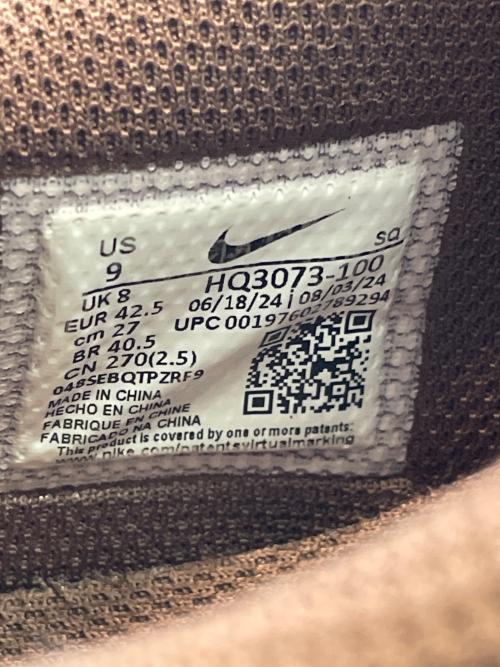 US
9
SQ
HQ3073-100
UK 8
06/18/24 | 08/03/24
EUR 42.5
UPC 00197602789294
cm 27
BR 40.5
CN 270(2.5)
048SEBQTPZRF9
MADE IN CHINA
HECHO EN CHINA
FABRIQUE EN CHINE
FABRICADO NA CHINA
This product is covered by one or more patents:
www.nike.com/patentsvirtualmarking